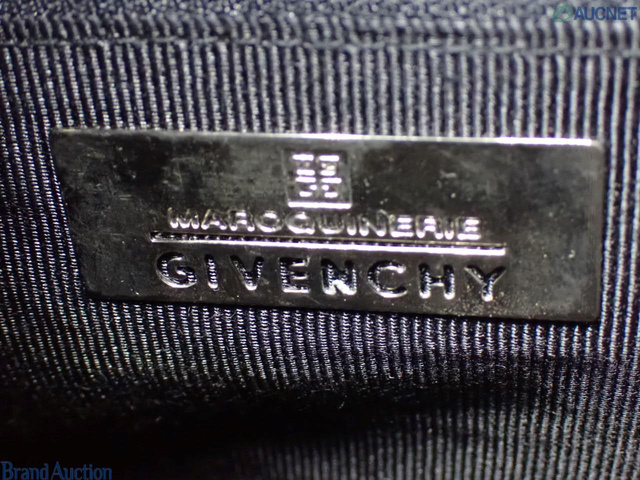 AUCNET
MAROQUINERIE
GIVENCHY
Brand Auction